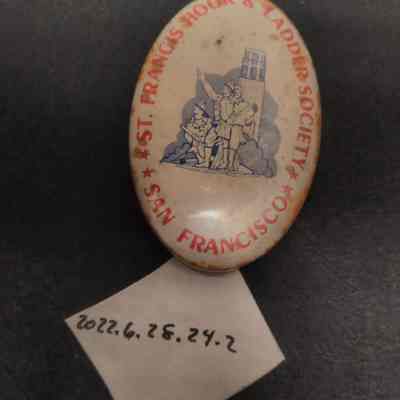 ★ ST. FRANCIS HOOK & LADDER SOCIETY ★
★ SAN FRANCISCO ★
2022.6.28.24.2